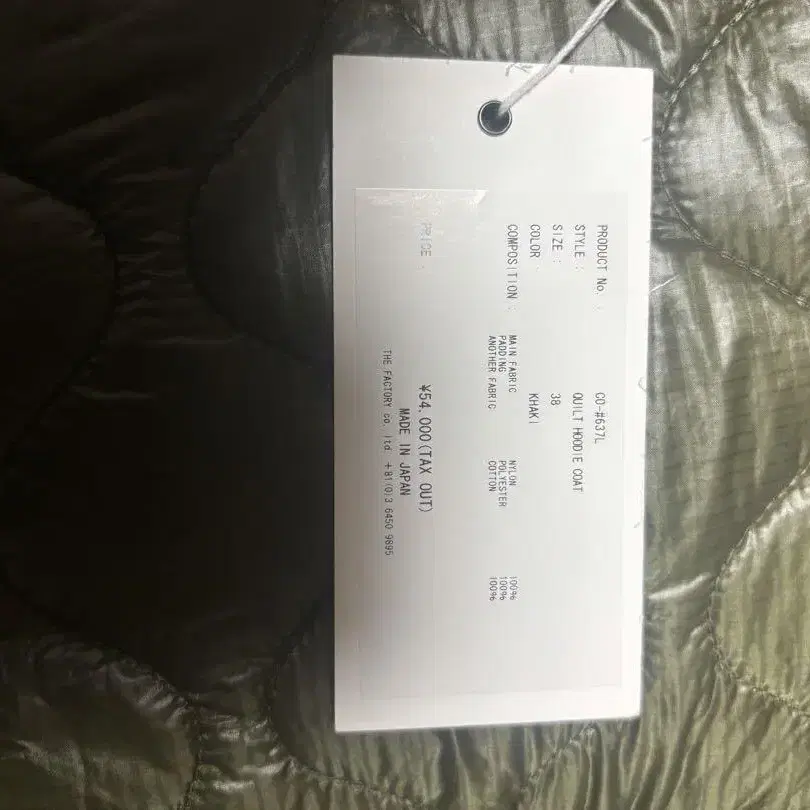 PRODUCT No. : CO-#637L
STYLE : QUILT HOODIE COAT
SIZE : 38
COLOR : KHAKI
COMPOSITION : MAIN FABRIC NYLON 100%
PADDING POLYESTER 100%
ANOTHER FABRIC COTTON 100%
PRICE : ¥54,000(TAX OUT)
MADE IN JAPAN
THE FACTORY co. ltd. +81(0)3 6450 9895